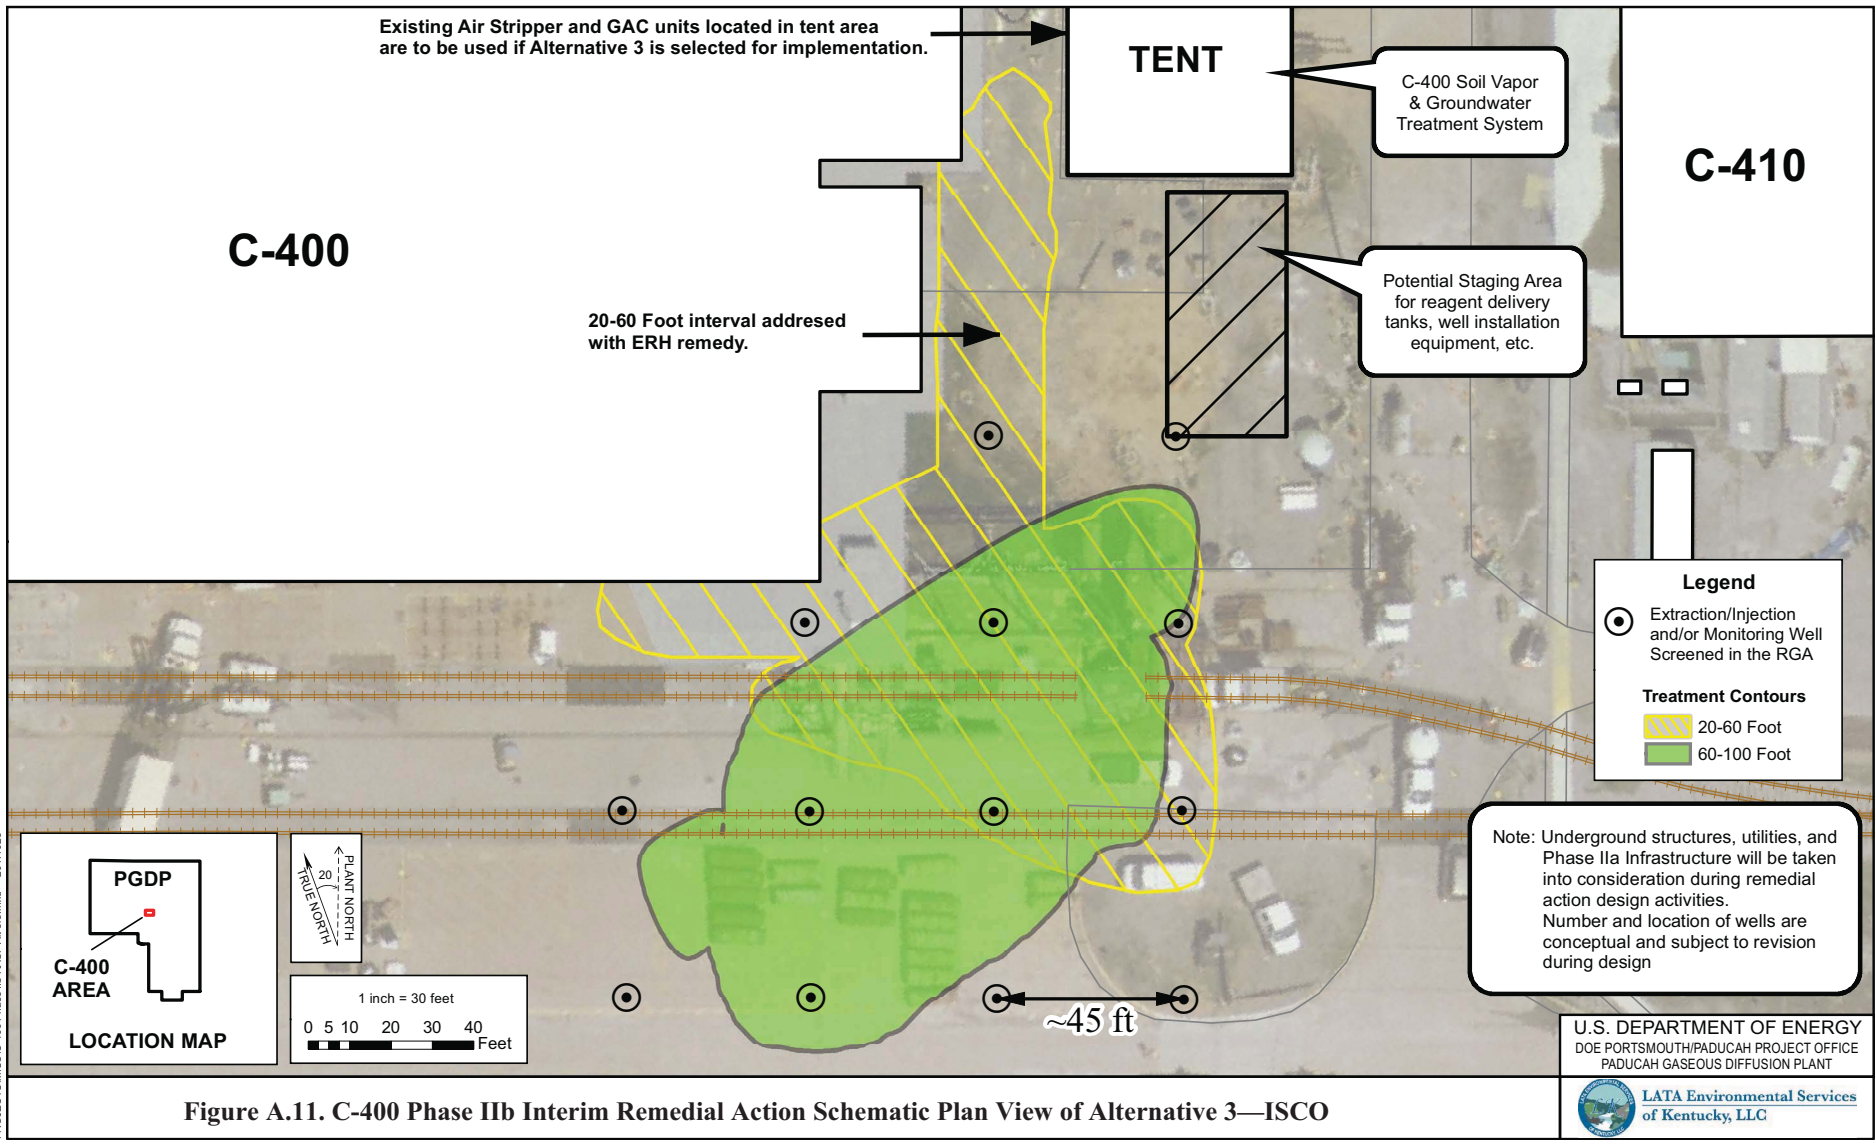 Existing Air Stripper and GAC units located in tent area
are to be used if Alternative 3 is selected for implementation.
TENT
C-400 Soil Vapor
& Groundwater
Treatment System
C-410
C-400
Potential Staging Area
for reagent delivery
tanks, well installation
equipment, etc.
20-60 Foot interval addresed
with ERH remedy.
Legend
Extraction/Injection
and/or Monitoring Well
Screened in the RGA
Treatment Contours
20-60 Foot
60-100 Foot
Note: Underground structures, utilities, and
Phase IIa Infrastructure will be taken
into consideration during remedial
action design activities.
Number and location of wells are
conceptual and subject to revision
during design
PGDP
C-400
AREA
LOCATION MAP
TRUE NORTH
20
PLANT NORTH
1 inch = 30 feet
0 5 10 20 30 40
Feet
~45 ft
U.S. DEPARTMENT OF ENERGY
DOE PORTSMOUTH/PADUCAH PROJECT OFFICE
PADUCAH GASEOUS DIFFUSION PLANT
Figure A.11. C-400 Phase IIb Interim Remedial Action Schematic Plan View of Alternative 3—ISCO
LATA Environmental Services
of Kentucky, LLC